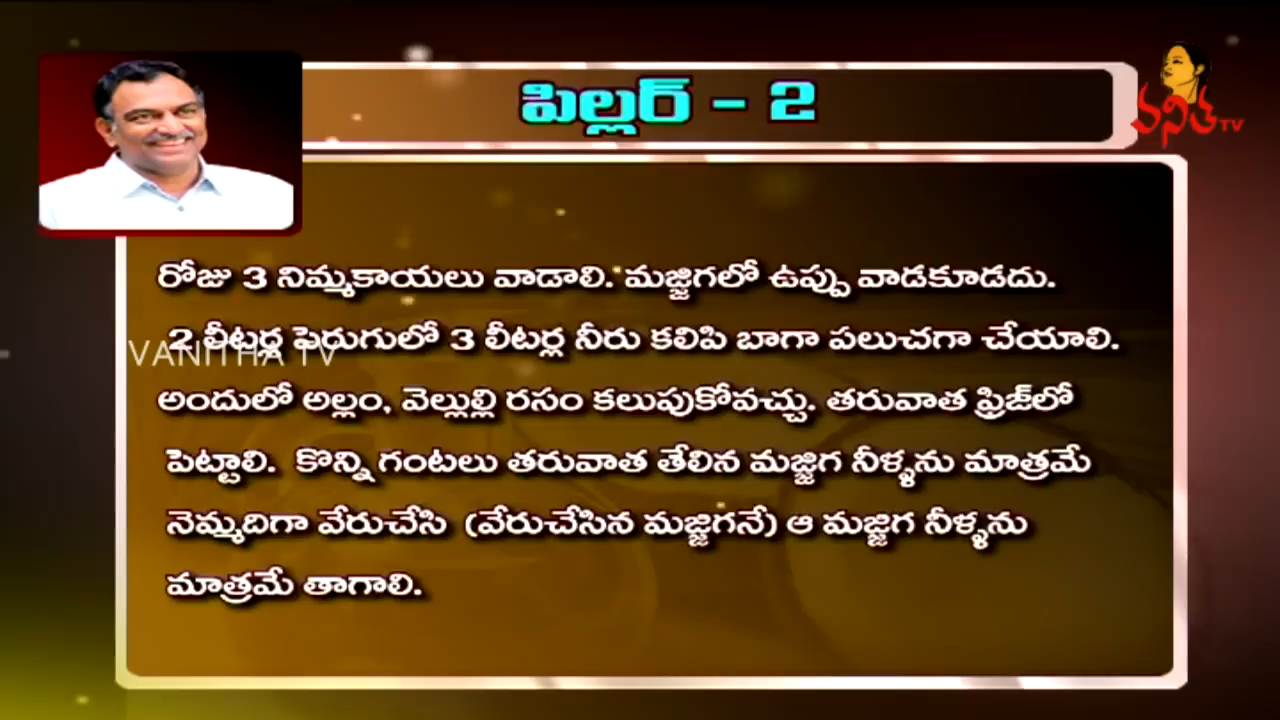 పిల్లర్ - 2
వనిత TV
రోజు 3 నిమ్మకాయలు వాడాలి. మజ్జిగలో ఉప్పు వాడకూడదు.
2 లీటర్ల పెరుగులో 3 లీటర్ల నీరు కలిపి బాగా పలుచగా చేయాలి.
VANITHA TV
అందులో అల్లం, వెల్లుల్లి రసం కలుపుకోవచ్చు. తరువాత ఫ్రిజ్‌లో
పెట్టాలి. కొన్ని గంటలు తరువాత తేలిన మజ్జిగ నీళ్ళను మాత్రమే
నెమ్మదిగా వేరుచేసి (వేరుచేసిన మజ్జిగనే) ఆ మజ్జిగ నీళ్ళను
మాత్రమే తాగాలి.